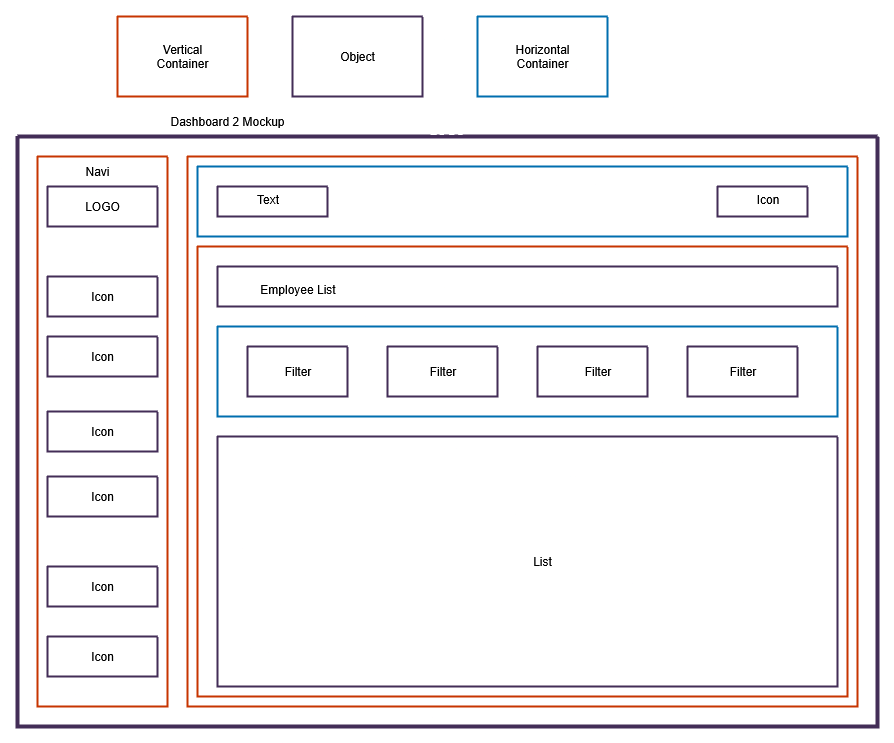 Vertical
Container
Object
Horizontal
Container
Dashboard 2 Mockup
Navi
LOGO
Text
Icon
Employee List
Icon
Icon
Filter
Filter
Filter
Filter
Icon
Icon
List
Icon
Icon